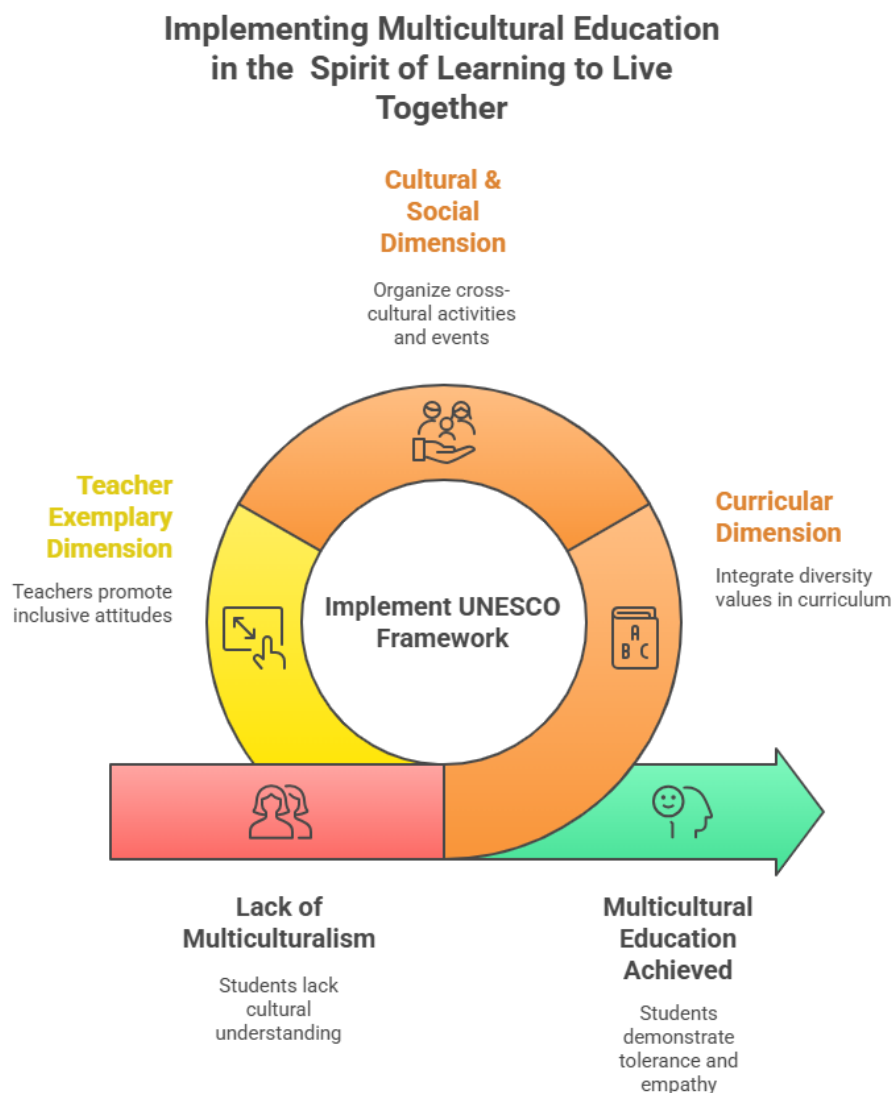 Implementing Multicultural Education
in the Spirit of Learning to Live
Together
Cultural &
Social
Dimension
Organize cross-
cultural activities
and events
Teacher
Exemplary
Dimension
Teachers promote
inclusive attitudes
Curricular
Dimension
Integrate diversity
values in curriculum
Implement UNESCO
Framework
A
B C
Lack of
Multiculturalism
Students lack
cultural
understanding
Multicultural
Education
Achieved
Students
demonstrate
tolerance and
empathy